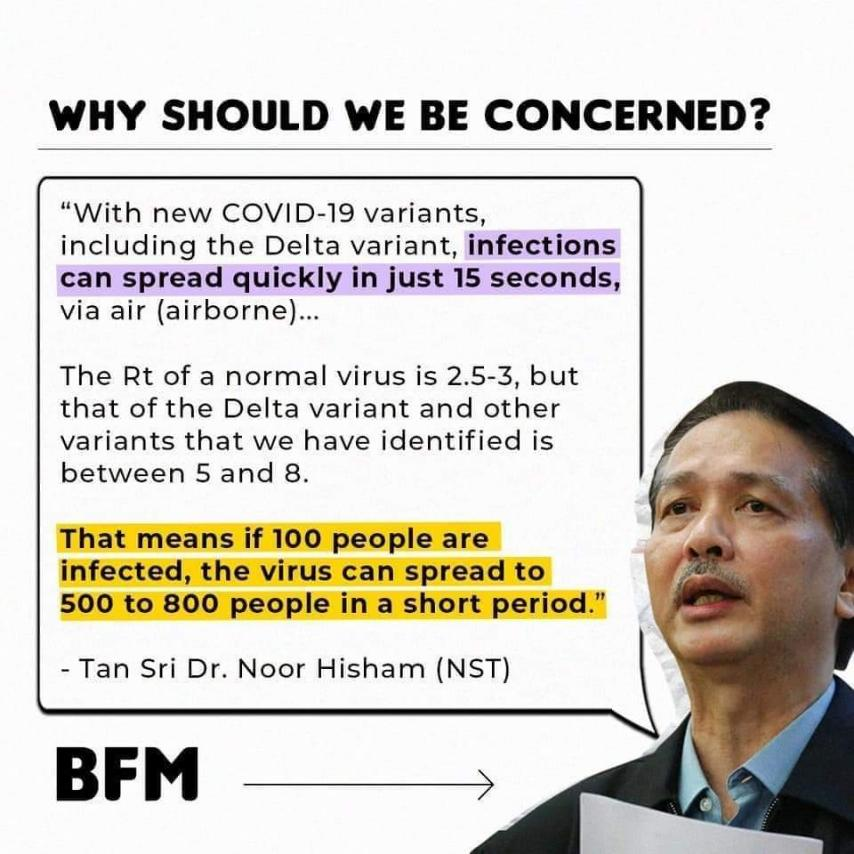 WHY SHOULD WE BE CONCERNED?
“With new COVID-19 variants,
including the Delta variant, infections
can spread quickly in just 15 seconds,
via air (airborne)...
The Rt of a normal virus is 2.5-3, but
that of the Delta variant and other
variants that we have identified is
between 5 and 8.
That means if 100 people are
infected, the virus can spread to
500 to 800 people in a short period.”
- Tan Sri Dr. Noor Hisham (NST)
BFM